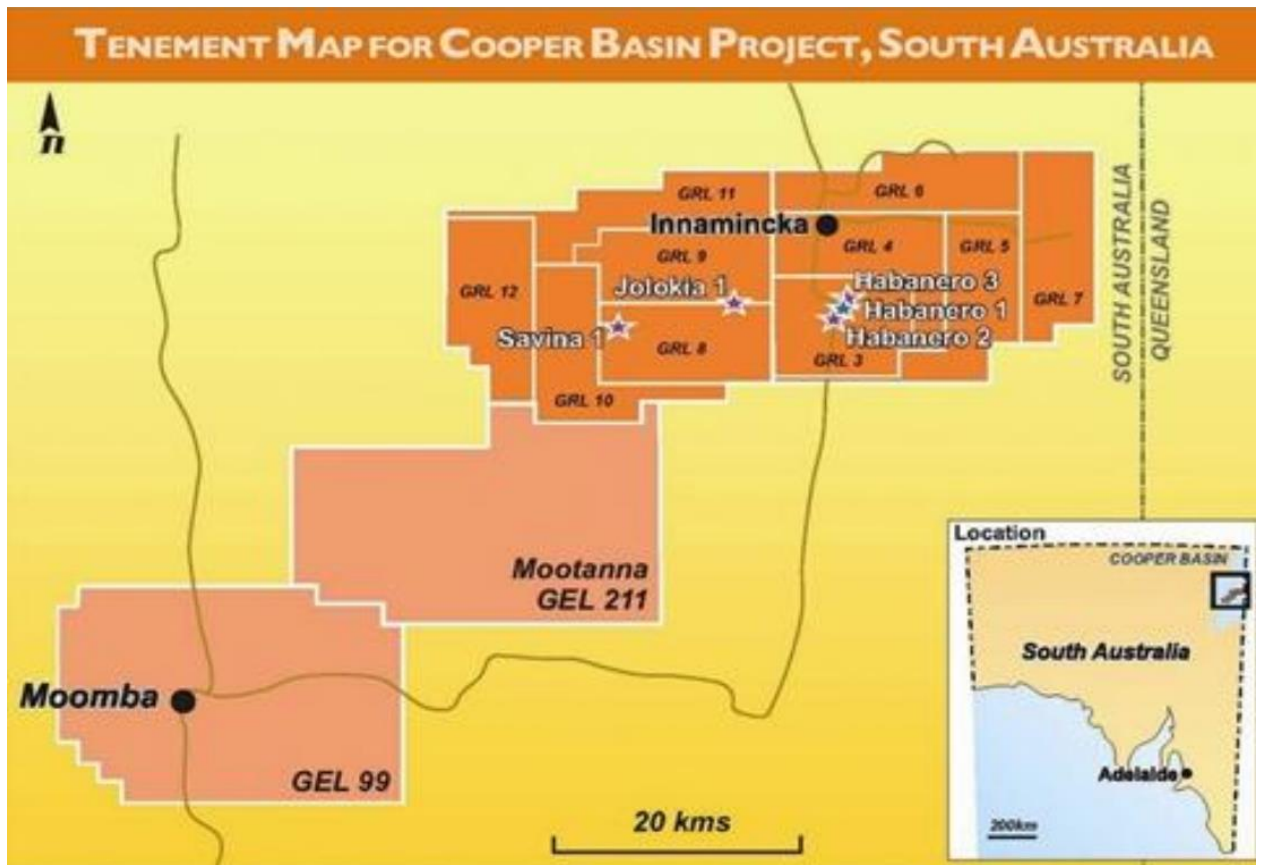 TENEMENT MAP FOR COOPER BASIN PROJECT, SOUTH AUSTRALIA
n
GRL 11
GRL 6
Innamincka
GRL 4
GRL 5
GRL 9
GRL 12
Jolokia 1
Habanero 3
GRL 7
Habanero 1
Savina 1
GRL 8
Habanero 2
GRL 3
GRL 10
SOUTH AUSTRALIA
QUEENSLAND
Mootanna
GEL 211
Moomba
GEL 99
20 kms
Location
COOPER BASIN
South Australia
Adelaide
200km